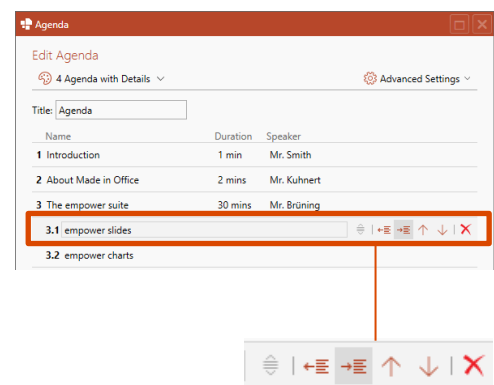 Agenda
Edit Agenda
4 Agenda with Details Advanced Settings
Title: Agenda
Name Duration Speaker
1 Introduction 1 min Mr. Smith
2 About Made in Office 2 mins Mr. Kuhnert
3 The empower suite 30 mins Mr. Brüning
3.1 empower slides
3.2 empower charts